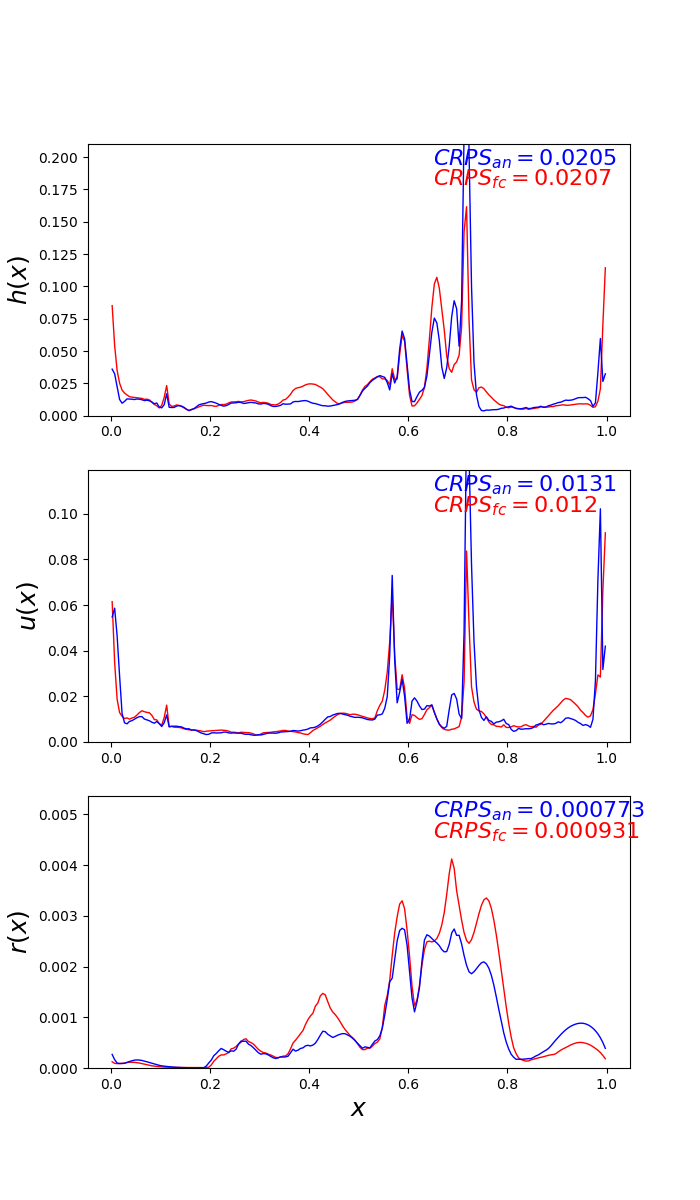 CRPS_an = 0.0205
CRPS_fc = 0.0207
h(x)
0.200
0.175
0.150
0.125
0.100
0.075
0.050
0.025
0.000
0.0 0.2 0.4 0.6 0.8 1.0
CRPS_an = 0.0131
CRPS_fc = 0.012
u(x)
0.10
0.08
0.06
0.04
0.02
0.00
0.0 0.2 0.4 0.6 0.8 1.0
CRPS_an = 0.000773
CRPS_fc = 0.000931
r(x)
0.005
0.004
0.003
0.002
0.001
0.000
0.0 0.2 0.4 0.6 0.8 1.0
x